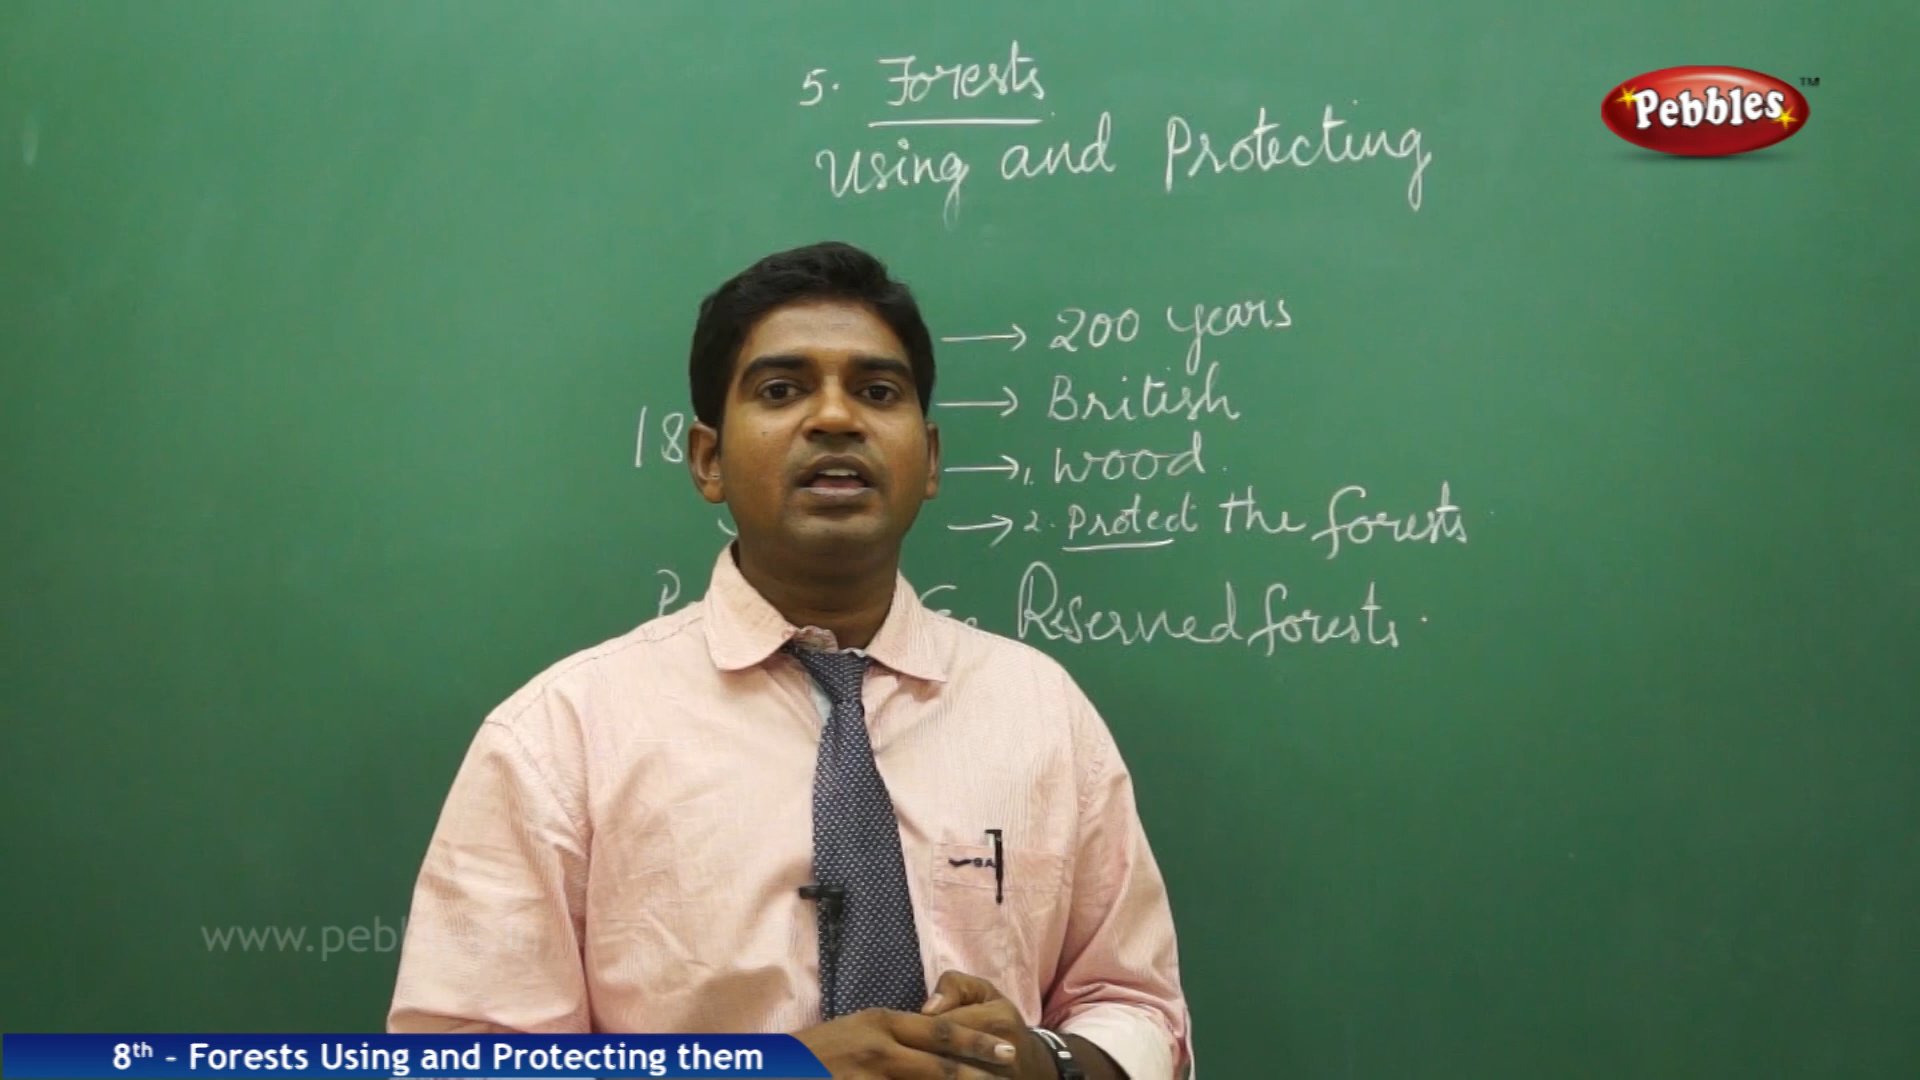 5. Forests
Using and Protecting
Pebbles™
→ 200 years
→ British
18
→ 1. Wood.
→ 2. Protect the forests
Reserved forests.
www.peb
8th - Forests Using and Protecting them